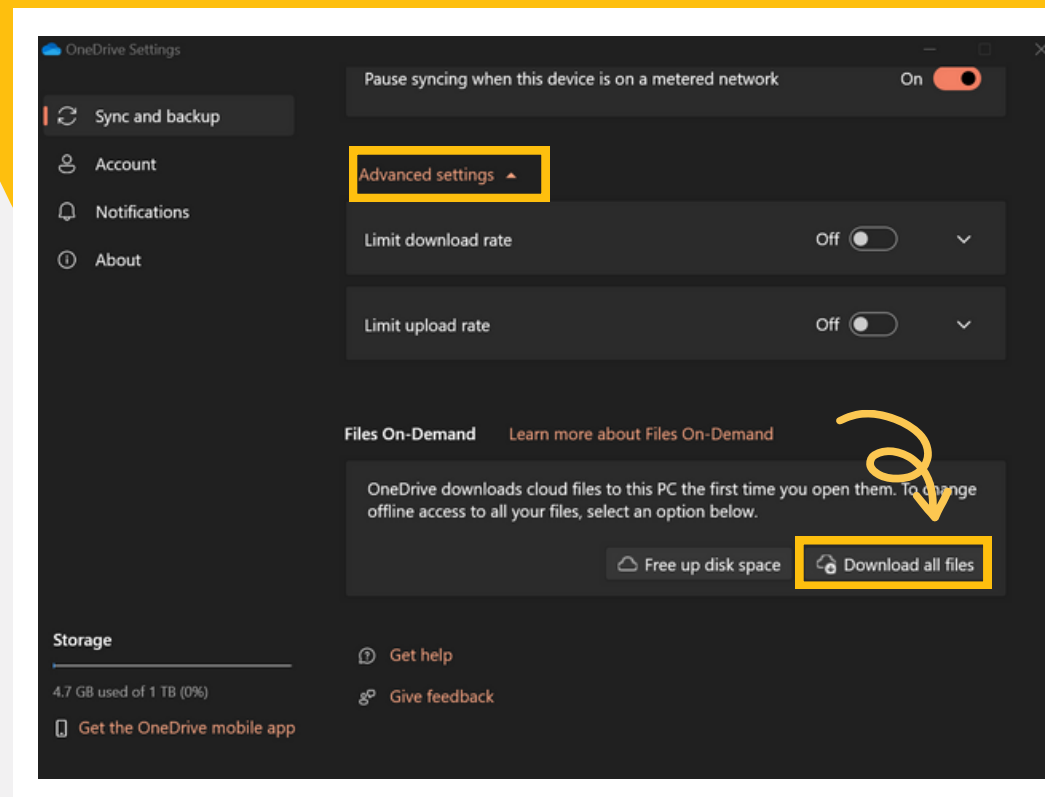 OneDrive Settings
Pause syncing when this device is on a metered network On
Sync and backup
Account
Advanced settings
Notifications
Limit download rate Off
About
Limit upload rate Off
Files On-Demand Learn more about Files On-Demand
OneDrive downloads cloud files to this PC the first time you open them. To change
offline access to all your files, select an option below.
Free up disk space Download all files
Storage
Get help
4.7 GB used of 1 TB (0%)
Give feedback
Get the OneDrive mobile app